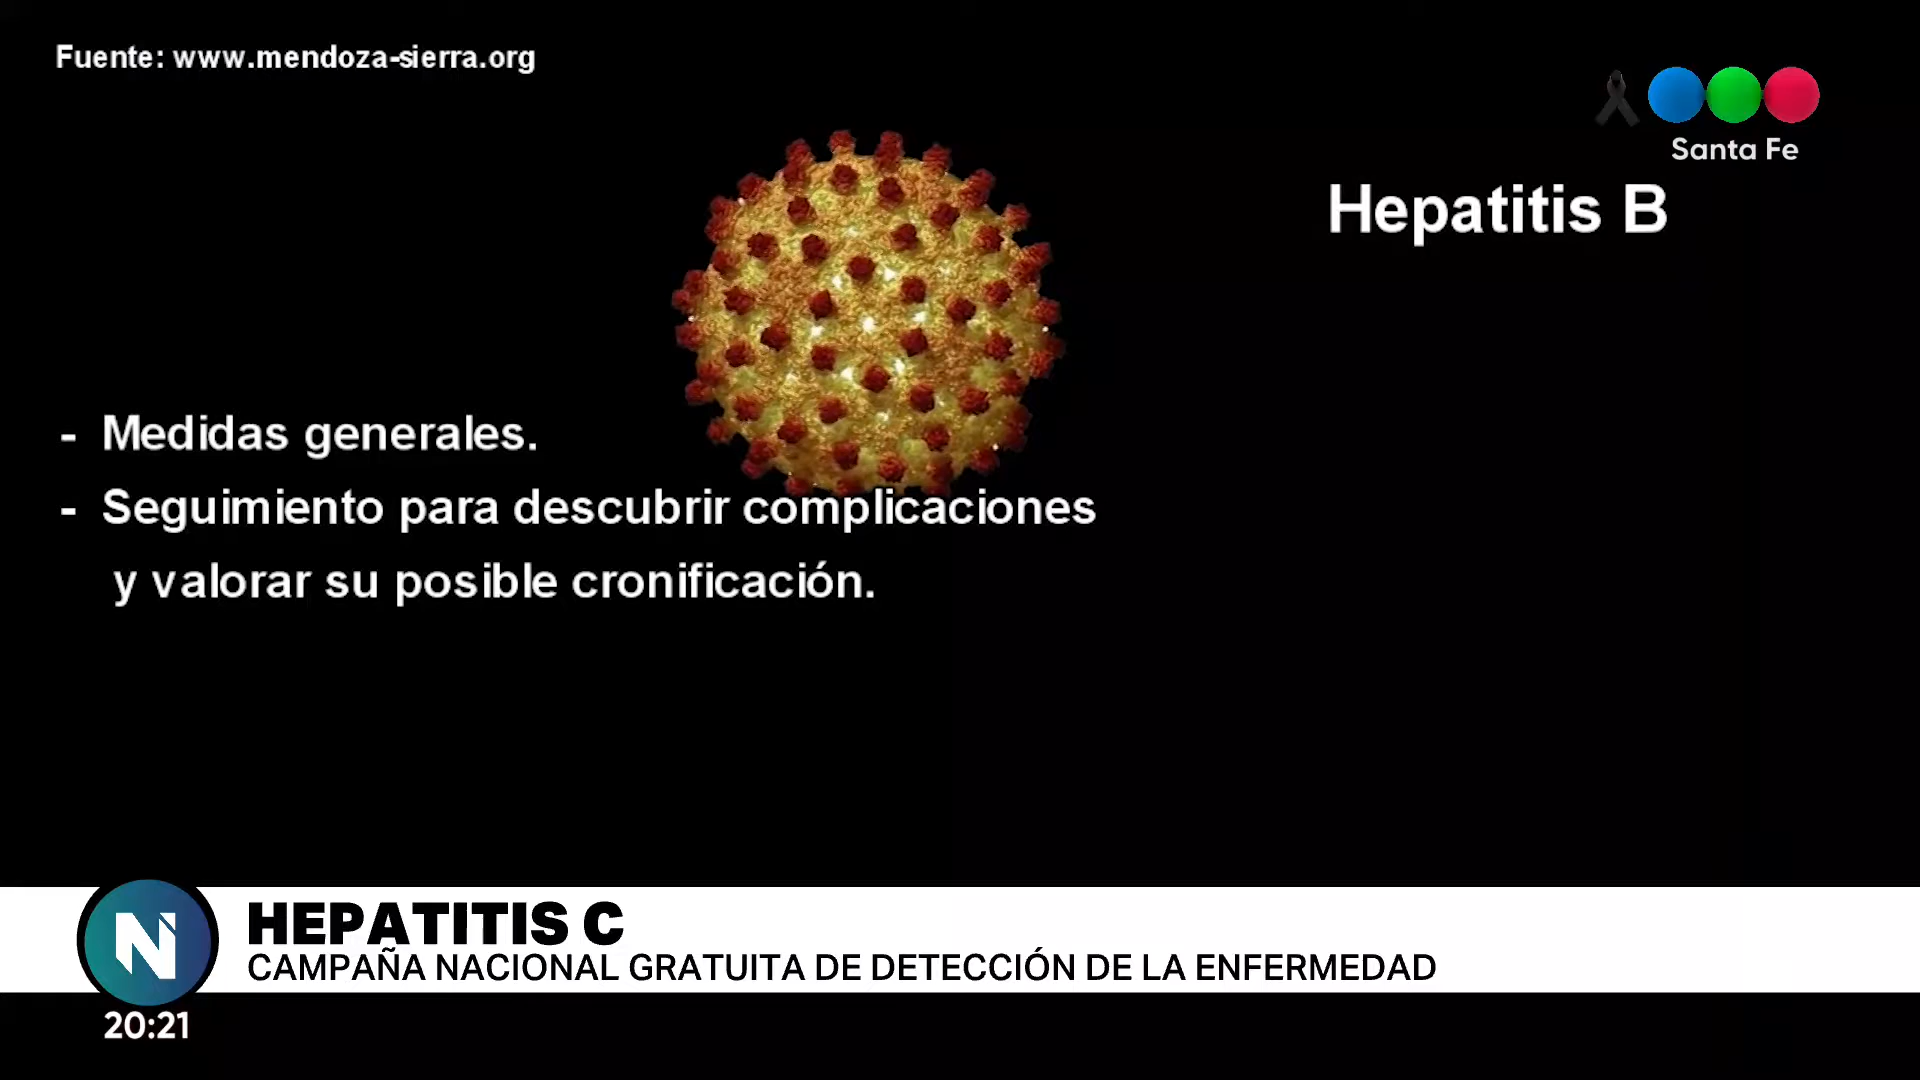 Fuente: www.mendoza-sierra.org
Santa Fe
Hepatitis B
- Medidas generales.
- Seguimiento para descubrir complicaciones
y valorar su posible cronificación.
N
HEPATITIS C
CAMPAÑA NACIONAL GRATUITA DE DETECCIÓN DE LA ENFERMEDAD
20:21